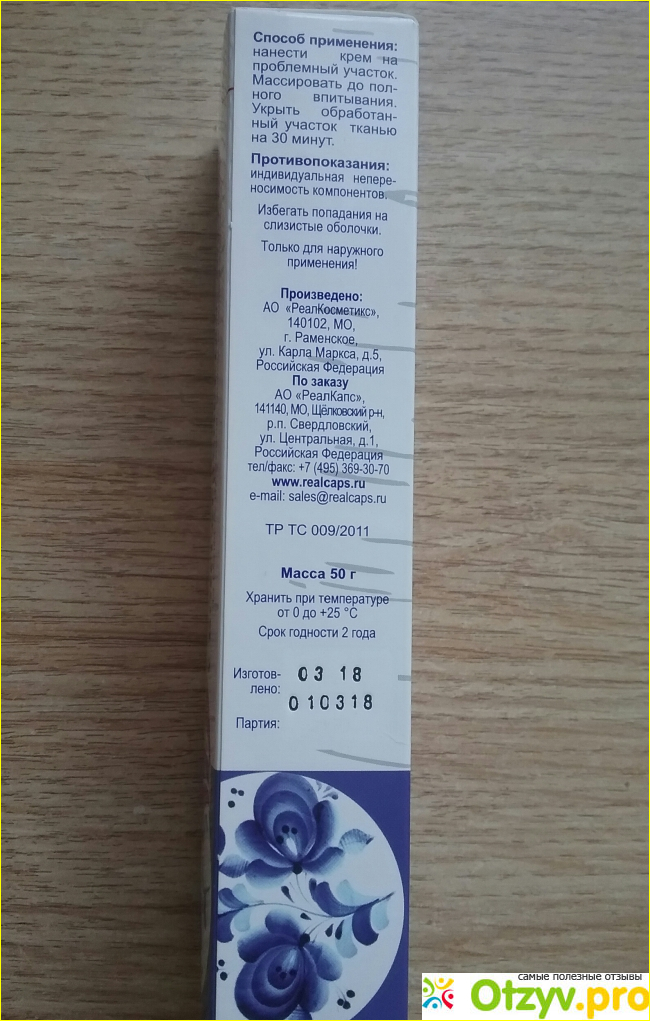 Способ применения:
нанести крем на
проблемный участок.
Массировать до пол-
ного впитывания.
Укрыть обработан-
ный участок тканью
на 30 минут.
Противопоказания:
индивидуальная непере-
носимость компонентов.
Избегать попадания на
слизистые оболочки.
Только для наружного
применения!
Произведено:
АО «РеалКосметикс»,
140102, МО,
г. Раменское,
ул. Карла Маркса, д.5,
Российская Федерация
По заказу
АО «РеалКапс»,
141140, МО, Щёлковский р-н,
р.п. Свердловский,
ул. Центральная, д.1,
Российская Федерация
тел/факс: +7 (495) 369-30-70
www.realcaps.ru
e-mail: sales@realcaps.ru
ТР ТС 009/2011
Масса 50 г
Хранить при температуре
от 0 до +25 °C
Срок годности 2 года
Изготов- 03 18
лено: 010318
Партия:
самые полезные отзывы
Otzyv.pro